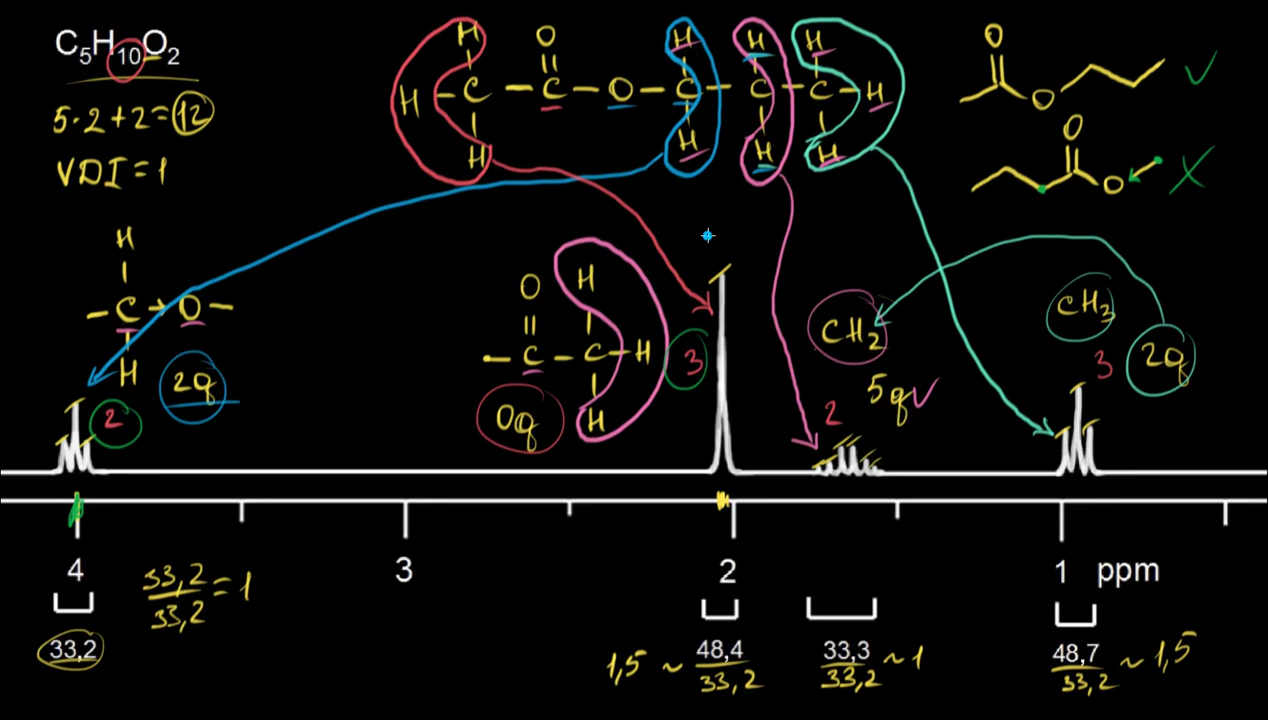 C₅H₁₀O₂
5·2+2=12
VDI=1
H O H H H
H C C O C C C H
H H H H
O
O
O
O
H
C O
H
2q
2
O H
C C H
H
0q
3
CH₂
5q
2
CH₃
3
2q
4 3 2 1 ppm
33,2
33,2/33,2=1
1,5 ~ 48,4/33,2
33,3/33,2 ~1
48,7/33,2 ~1,5